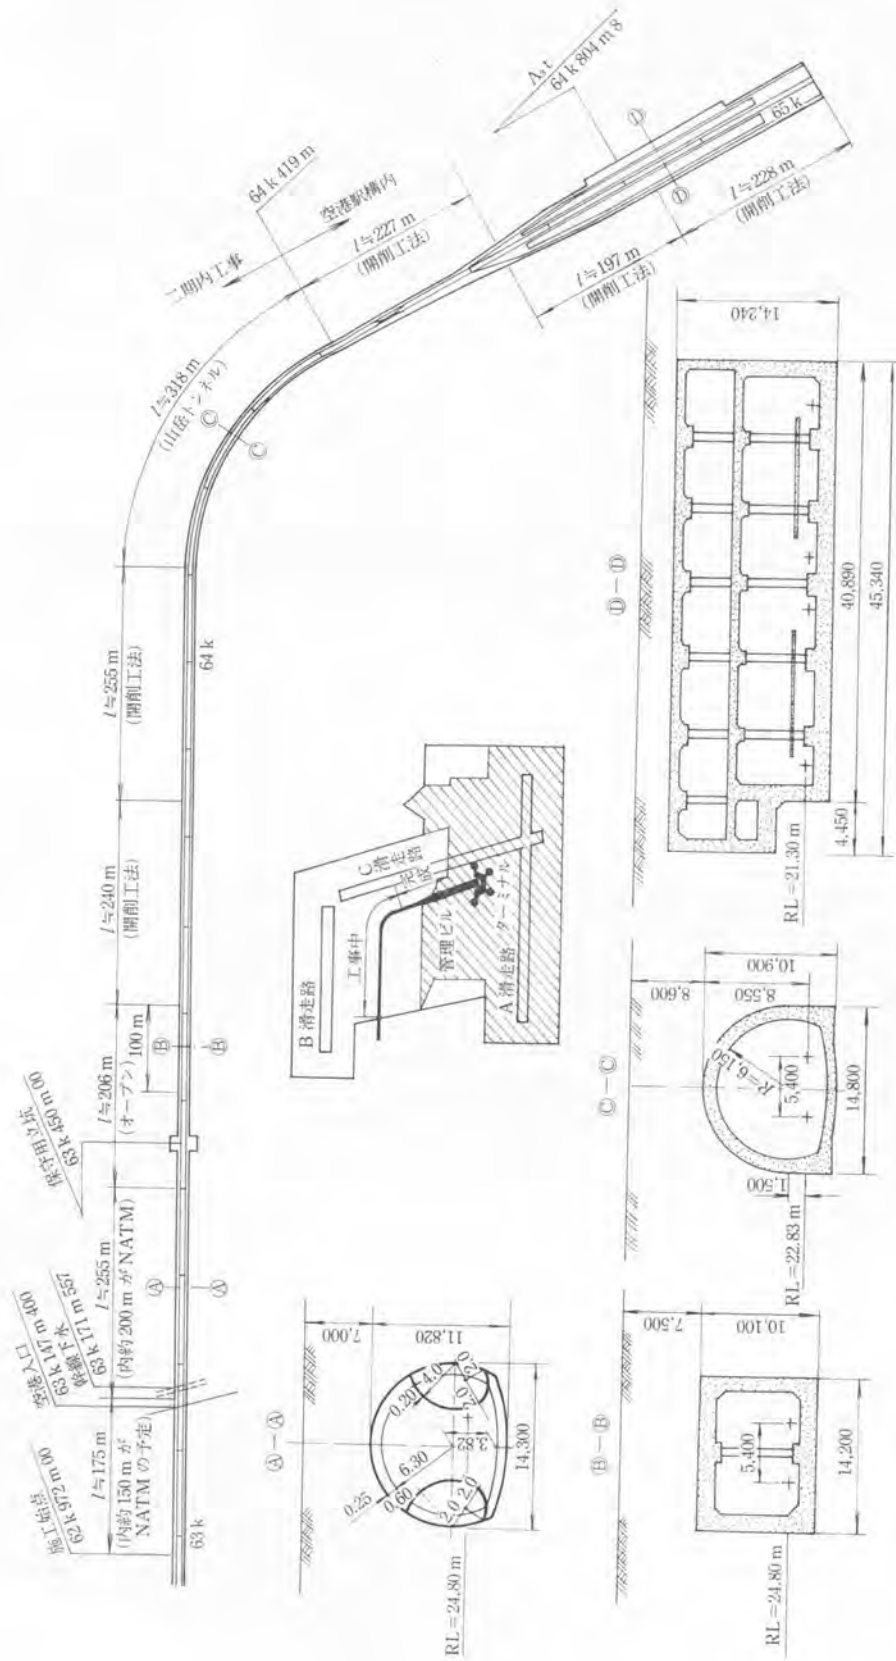 施工始点
62 k 972 m 00
l≒175 m
(内約150 m が
NATM の予定)
63 k
空港入口
63 k 147 m 400
幹線下水
63 k 171 m 557
l≒255 m
(内約200 m が NATM)
Ⓐ
Ⓐ
保守用立坑
63 k 450 m 00
l≒206 m
(オープン)
100 m
Ⓑ
Ⓑ
l≒240 m
(開削工法)
l≒255 m
(開削工法)
64 k
l≒318 m
(山岳トンネル)
Ⓒ
Ⓒ
二期内工事
空港駅構内
64 k 419 m
l≒227 m
(開削工法)
l≒197 m
(開削工法)
64 k 804 m 8
Ⓓ
Ⓓ
65 k
l≒228 m
(開削工法)
B 滑走路
工事中
完成
C 滑走路
管理ビル
ターミナル
A 滑走路
Ⓐ−Ⓐ
7,000
11,820
0.25
0.60
6.30
0.20
4.0
2.0
2.0
3.82
2.0
2.0
14,300
RL=24.80 m
Ⓑ−Ⓑ
7,500
10,100
5,400
14,200
RL=24.80 m
Ⓒ−Ⓒ
8,600
8,550
10,900
R=6,150
5,400
1,500
14,800
RL=22.83 m
Ⓓ−Ⓓ
14,240
RL=21.30 m
4,450
40,890
45,340